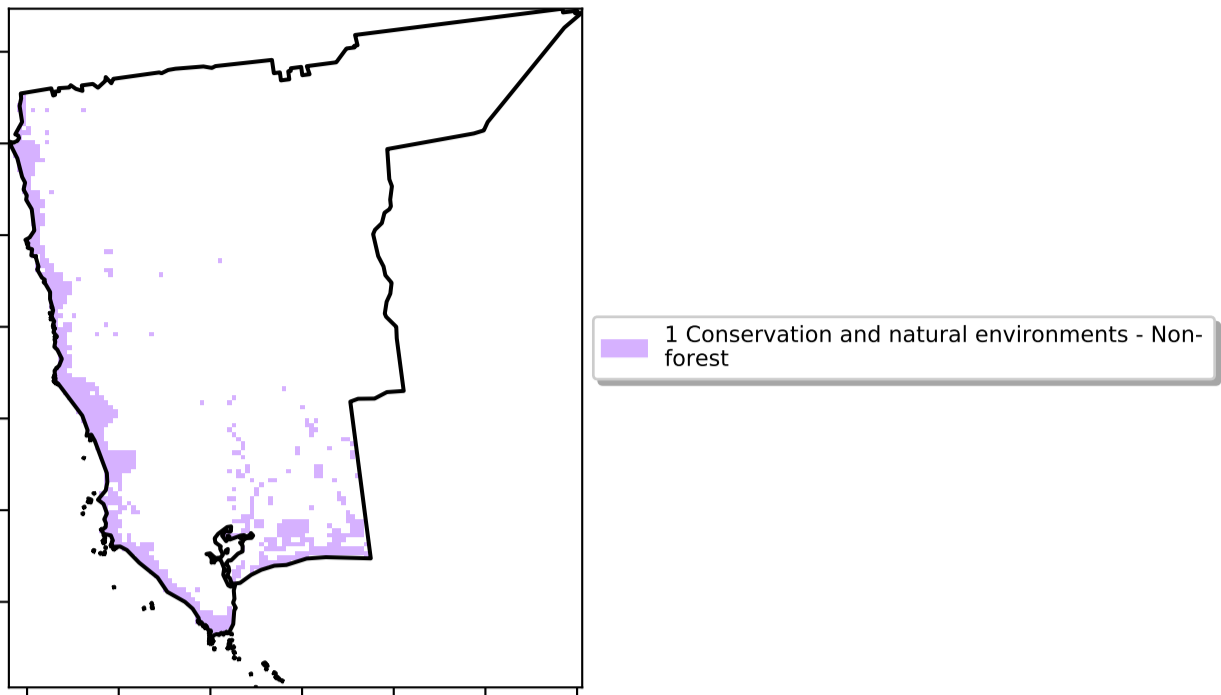 1 Conservation and natural environments - Non-
forest